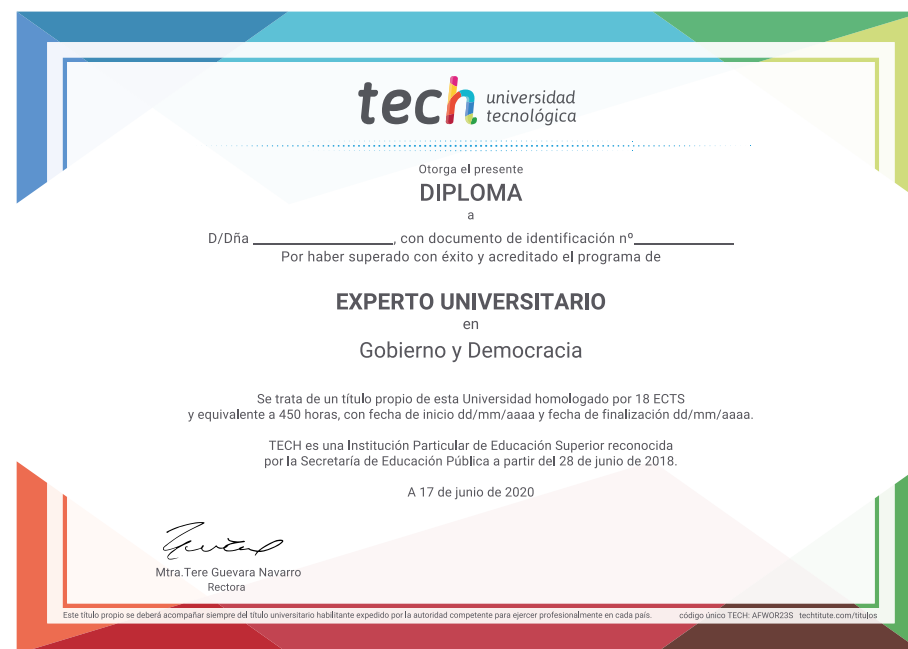 tech universidad
tecnológica
Otorga el presente
DIPLOMA
a
D/Dña ________________, con documento de identificación nº___________
Por haber superado con éxito y acreditado el programa de
EXPERTO UNIVERSITARIO
en
Gobierno y Democracia
Se trata de un título propio de esta Universidad homologado por 18 ECTS
y equivalente a 450 horas, con fecha de inicio dd/mm/aaaa y fecha de finalización dd/mm/aaaa.
TECH es una Institución Particular de Educación Superior reconocida
por la Secretaría de Educación Pública a partir del 28 de junio de 2018.
A 17 de junio de 2020
Mtra.Tere Guevara Navarro
Rectora
Este título propio se deberá acompañar siempre del título universitario habilitante expedido por la autoridad competente para ejercer profesionalmente en cada país. código único TECH: AFWOR23S techtitute.com/titulos